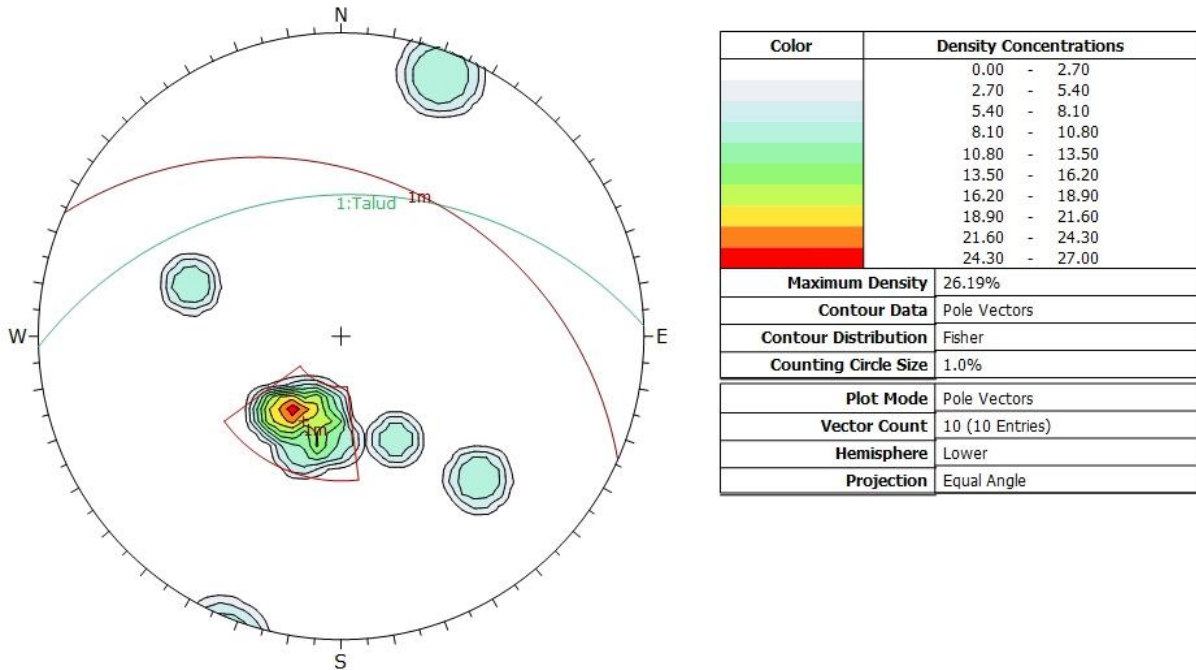 N
W
E
S
1:Talud
1m
1m
Color Density Concentrations
0.00 - 2.70
2.70 - 5.40
5.40 - 8.10
8.10 - 10.80
10.80 - 13.50
13.50 - 16.20
16.20 - 18.90
18.90 - 21.60
21.60 - 24.30
24.30 - 27.00
Maximum Density 26.19%
Contour Data Pole Vectors
Contour Distribution Fisher
Counting Circle Size 1.0%
Plot Mode Pole Vectors
Vector Count 10 (10 Entries)
Hemisphere Lower
Projection Equal Angle